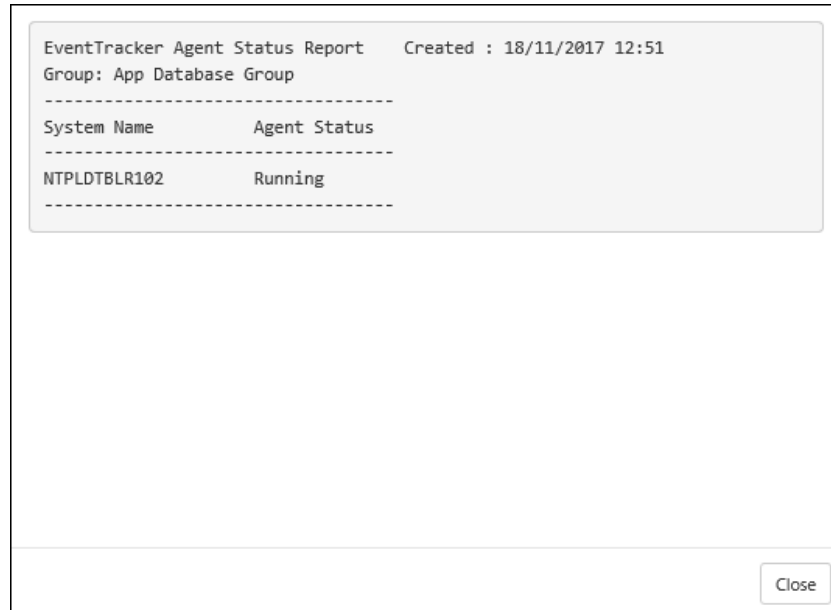 EventTracker Agent Status Report    Created : 18/11/2017 12:51
Group: App Database Group
-----------------------------------
System Name          Agent Status
-----------------------------------
NTPLDTBLR102         Running
-----------------------------------
Close